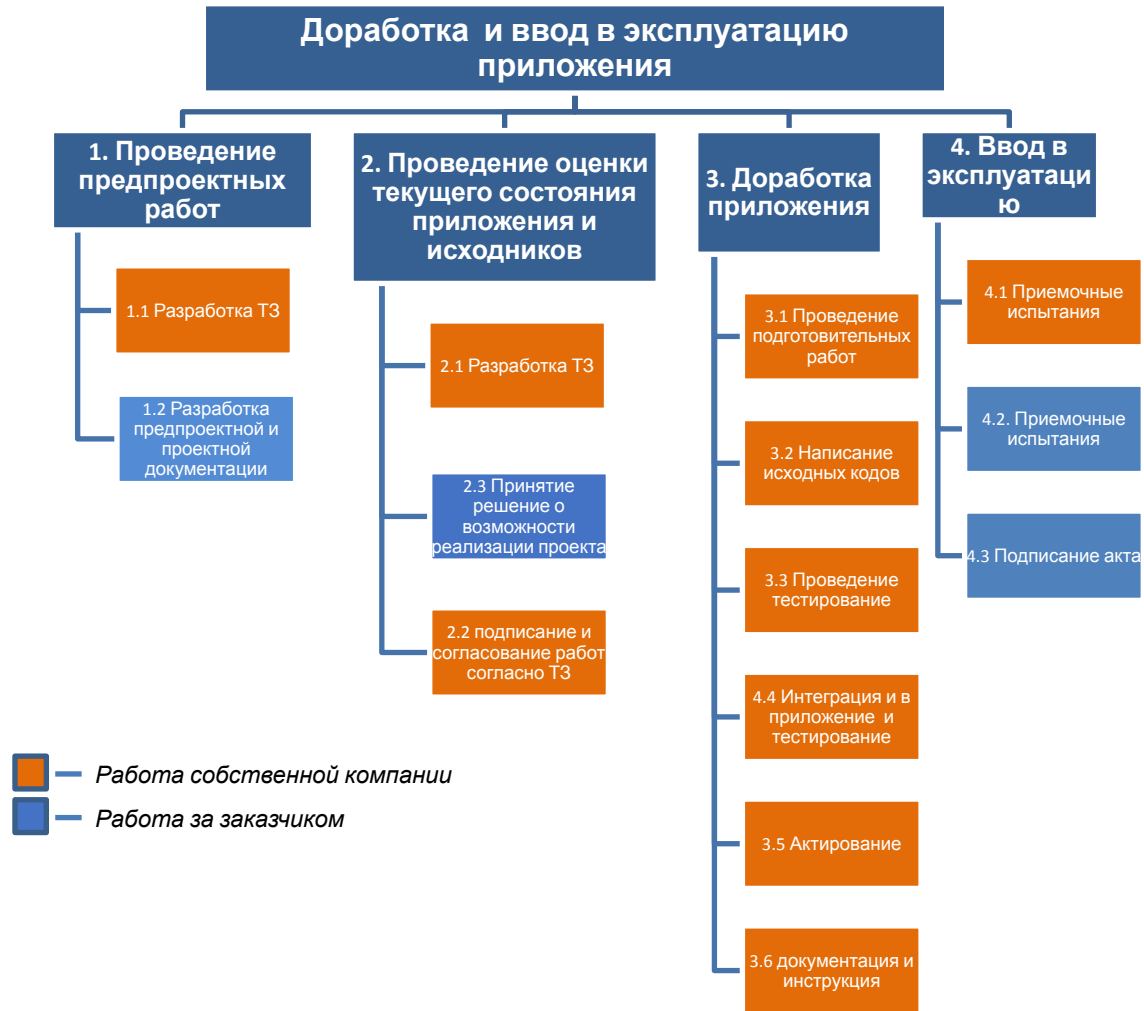 Доработка и ввод в эксплуатацию
приложения
1. Проведение
предпроектных
работ
1.1 Разработка ТЗ
1.2 Разработка
предпроектной и
проектной
документации
2. Проведение оценки
текущего состояния
приложения и
исходников
2.1 Разработка ТЗ
2.3 Принятие
решение о
возможности
реализации проекта
2.2 подписание и
согласование работ
согласно ТЗ
3. Доработка
приложения
3.1 Проведение
подготовительных
работ
3.2 Написание
исходных кодов
3.3 Проведение
тестирование
4.4 Интеграция и в
приложение и
тестирование
3.5 Актирование
3.6 документация и
инструкция
4. Ввод в
эксплуатаци
ю
4.1 Приемочные
испытания
4.2. Приемочные
испытания
4.3 Подписание акта
Работа собственной компании
Работа за заказчиком